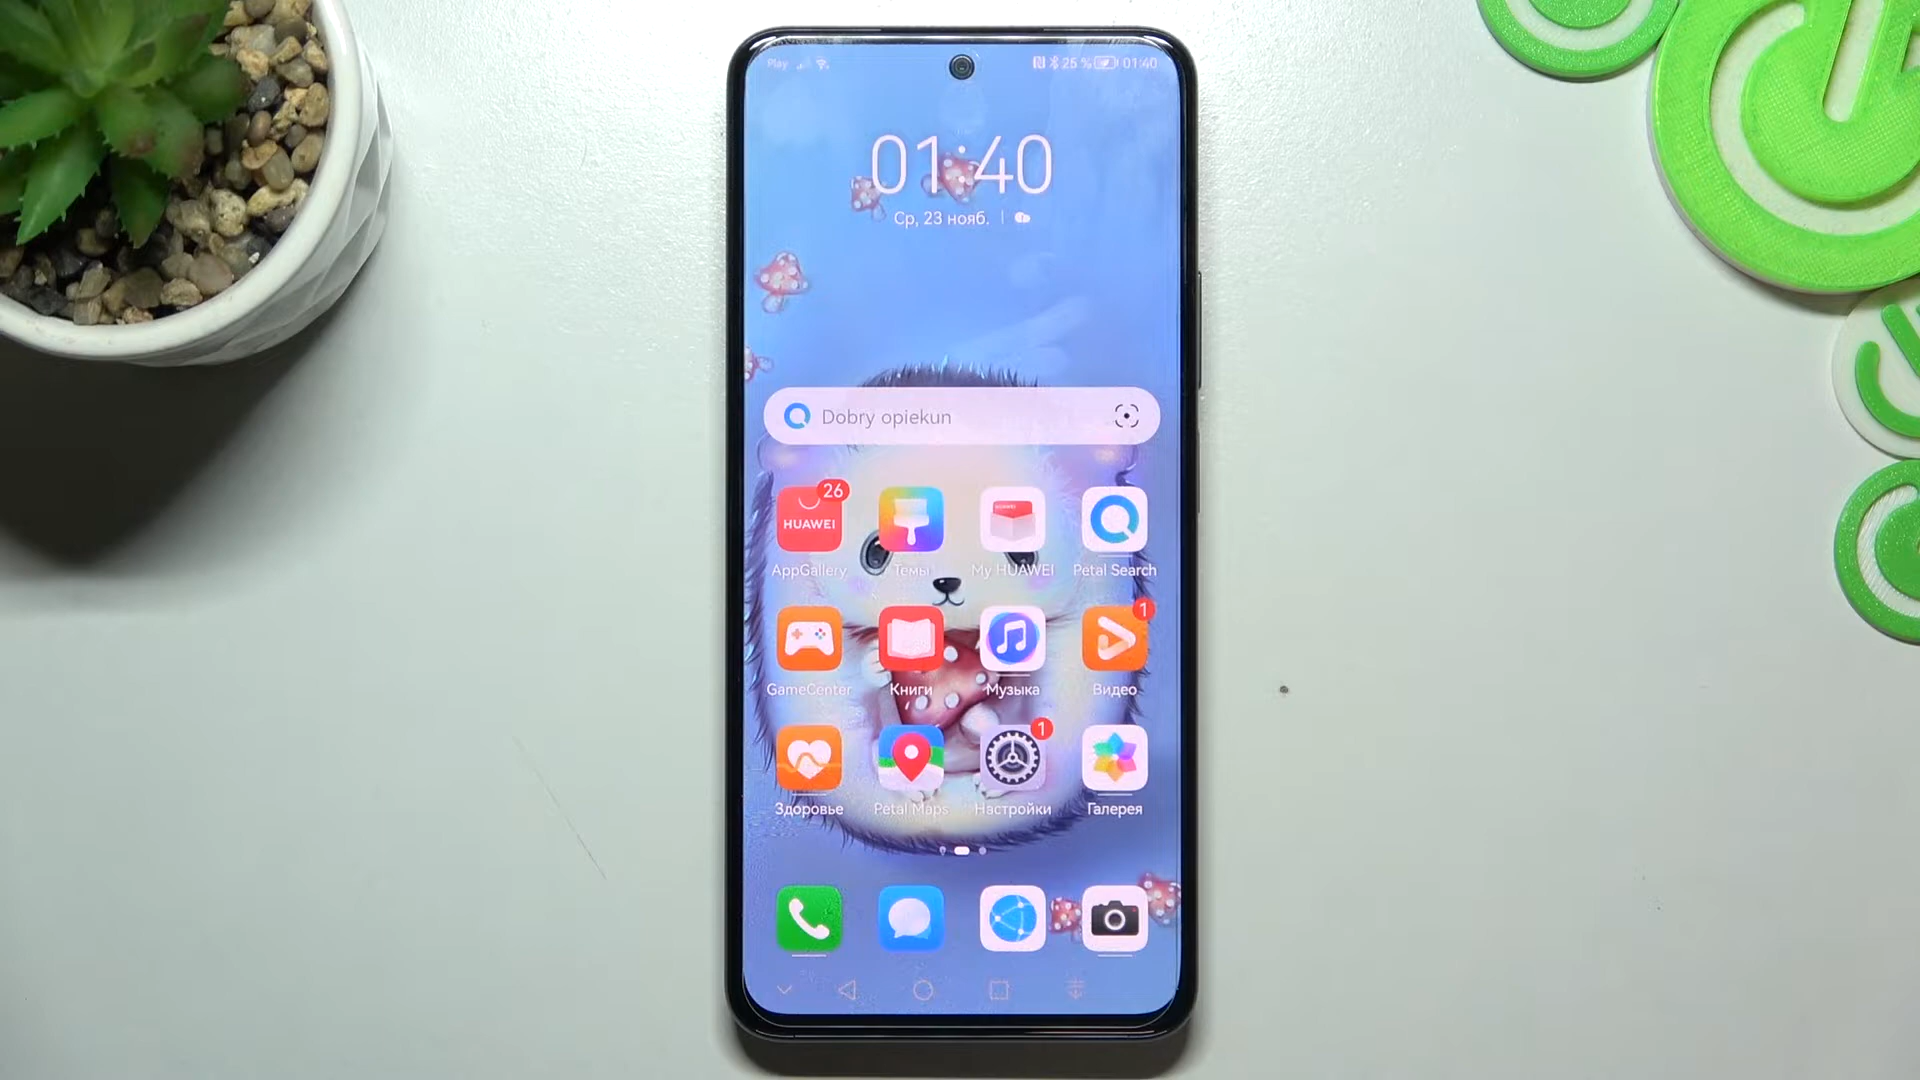 Play
25 % 01:40
01:40
Ср, 23 нояб.
Dobry opiekun
26
HUAWEI
AppGallery
Темы
HUAWEI
My HUAWEI
Petal Search
GameCenter
Книги
Музыка
1
Видео
Здоровье
Petal Maps
1
Настройки
Галерея